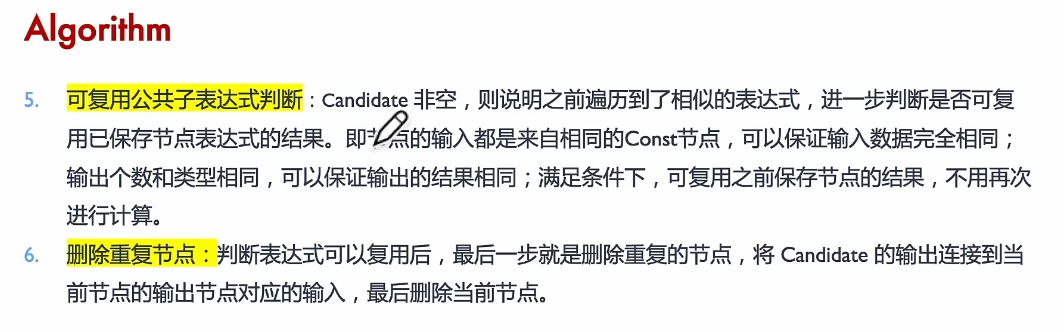 Algorithm
5. 可复用公共子表达式判断：Candidate 非空，则说明之前遍历到了相似的表达式，进一步判断是否可复
用已保存节点表达式的结果。即节点的输入都是来自相同的Const节点，可以保证输入数据完全相同；
输出个数和类型相同，可以保证输出的结果相同；满足条件下，可复用之前保存节点的结果，不用再次
进行计算。
6. 删除重复节点：判断表达式可以复用后，最后一步就是删除重复的节点，将 Candidate 的输出连接到当
前节点的输出节点对应的输入，最后删除当前节点。